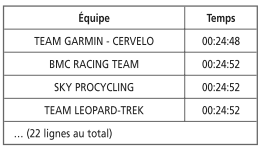 Équipe Temps
TEAM GARMIN - CERVELO 00:24:48
BMC RACING TEAM 00:24:52
SKY PROCYCLING 00:24:52
TEAM LEOPARD-TREK 00:24:52
... (22 lignes au total)